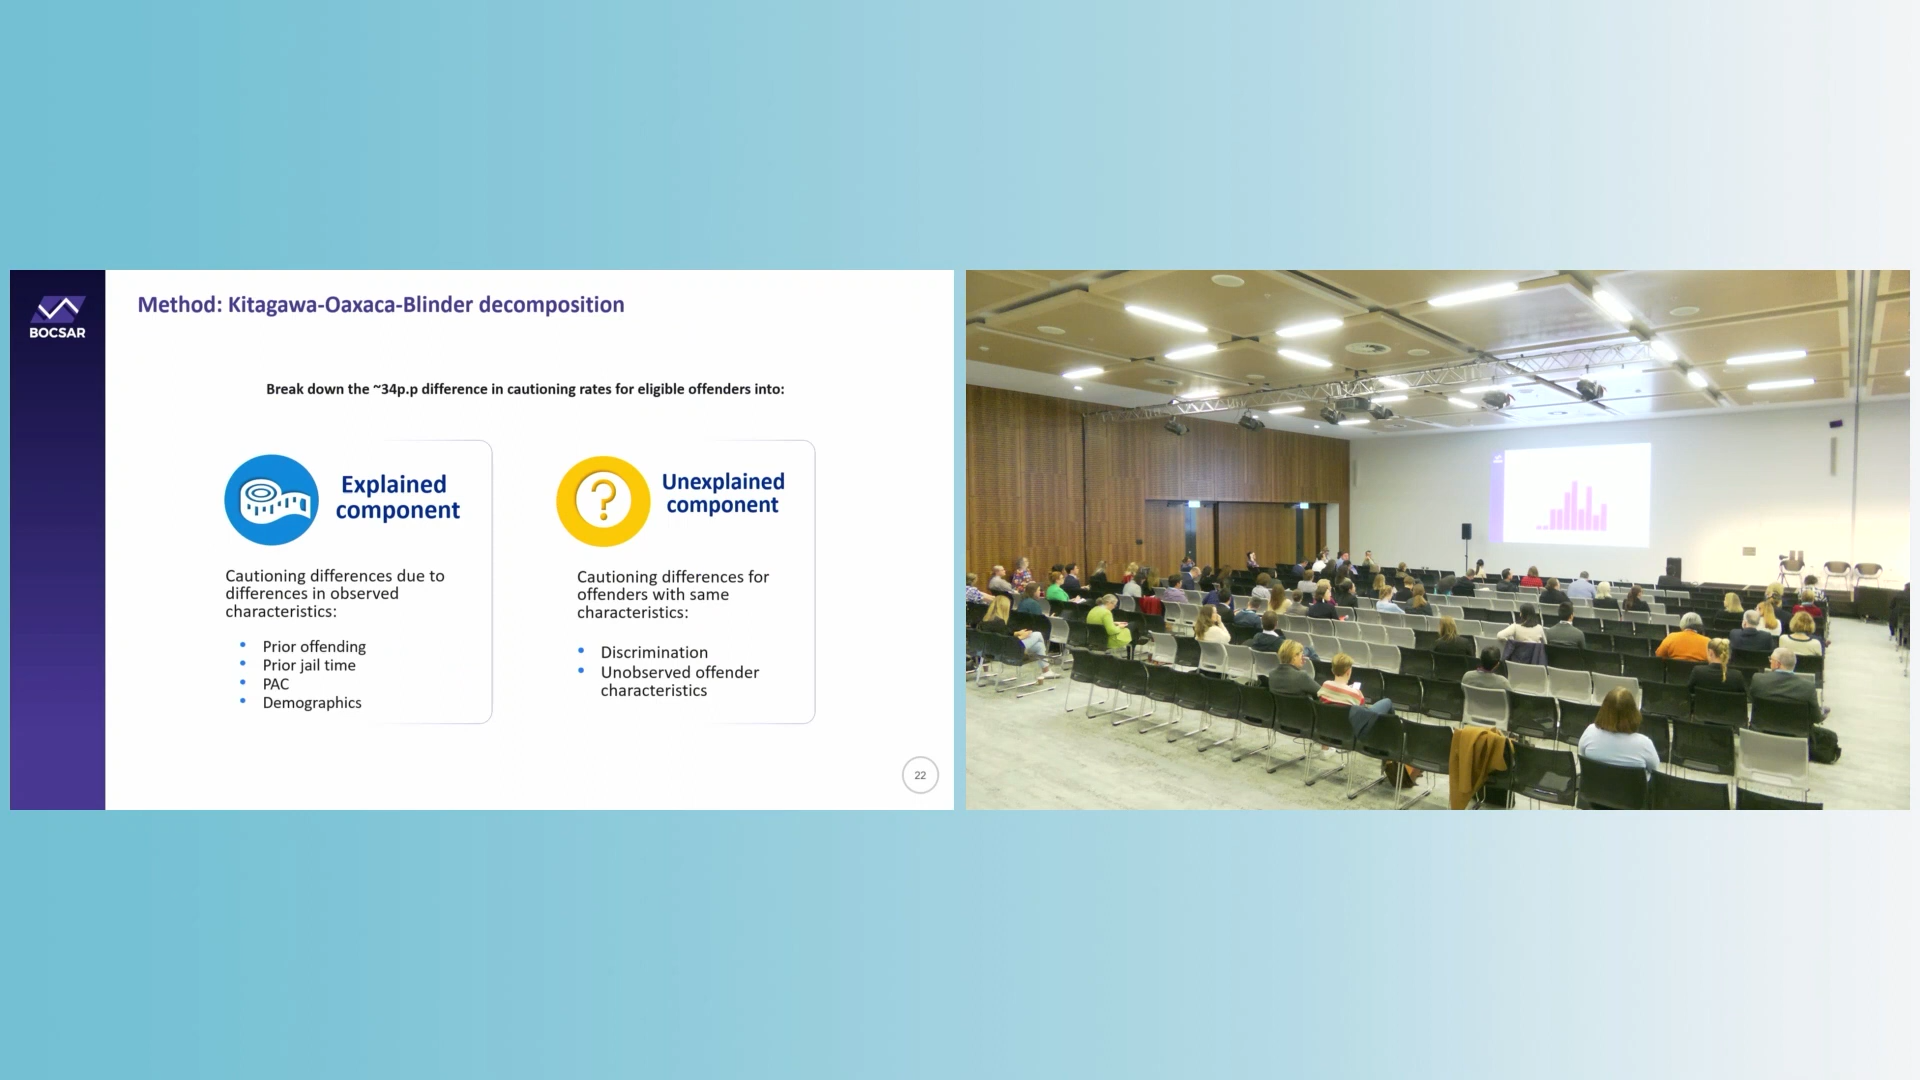 BOCSAR
Method: Kitagawa-Oaxaca-Blinder decomposition
Break down the ~34p.p difference in cautioning rates for eligible offenders into:
Explained
component
Cautioning differences due to
differences in observed
characteristics:
• Prior offending
• Prior jail time
• PAC
• Demographics
Unexplained
component
Cautioning differences for
offenders with same
characteristics:
• Discrimination
• Unobserved offender
characteristics
22